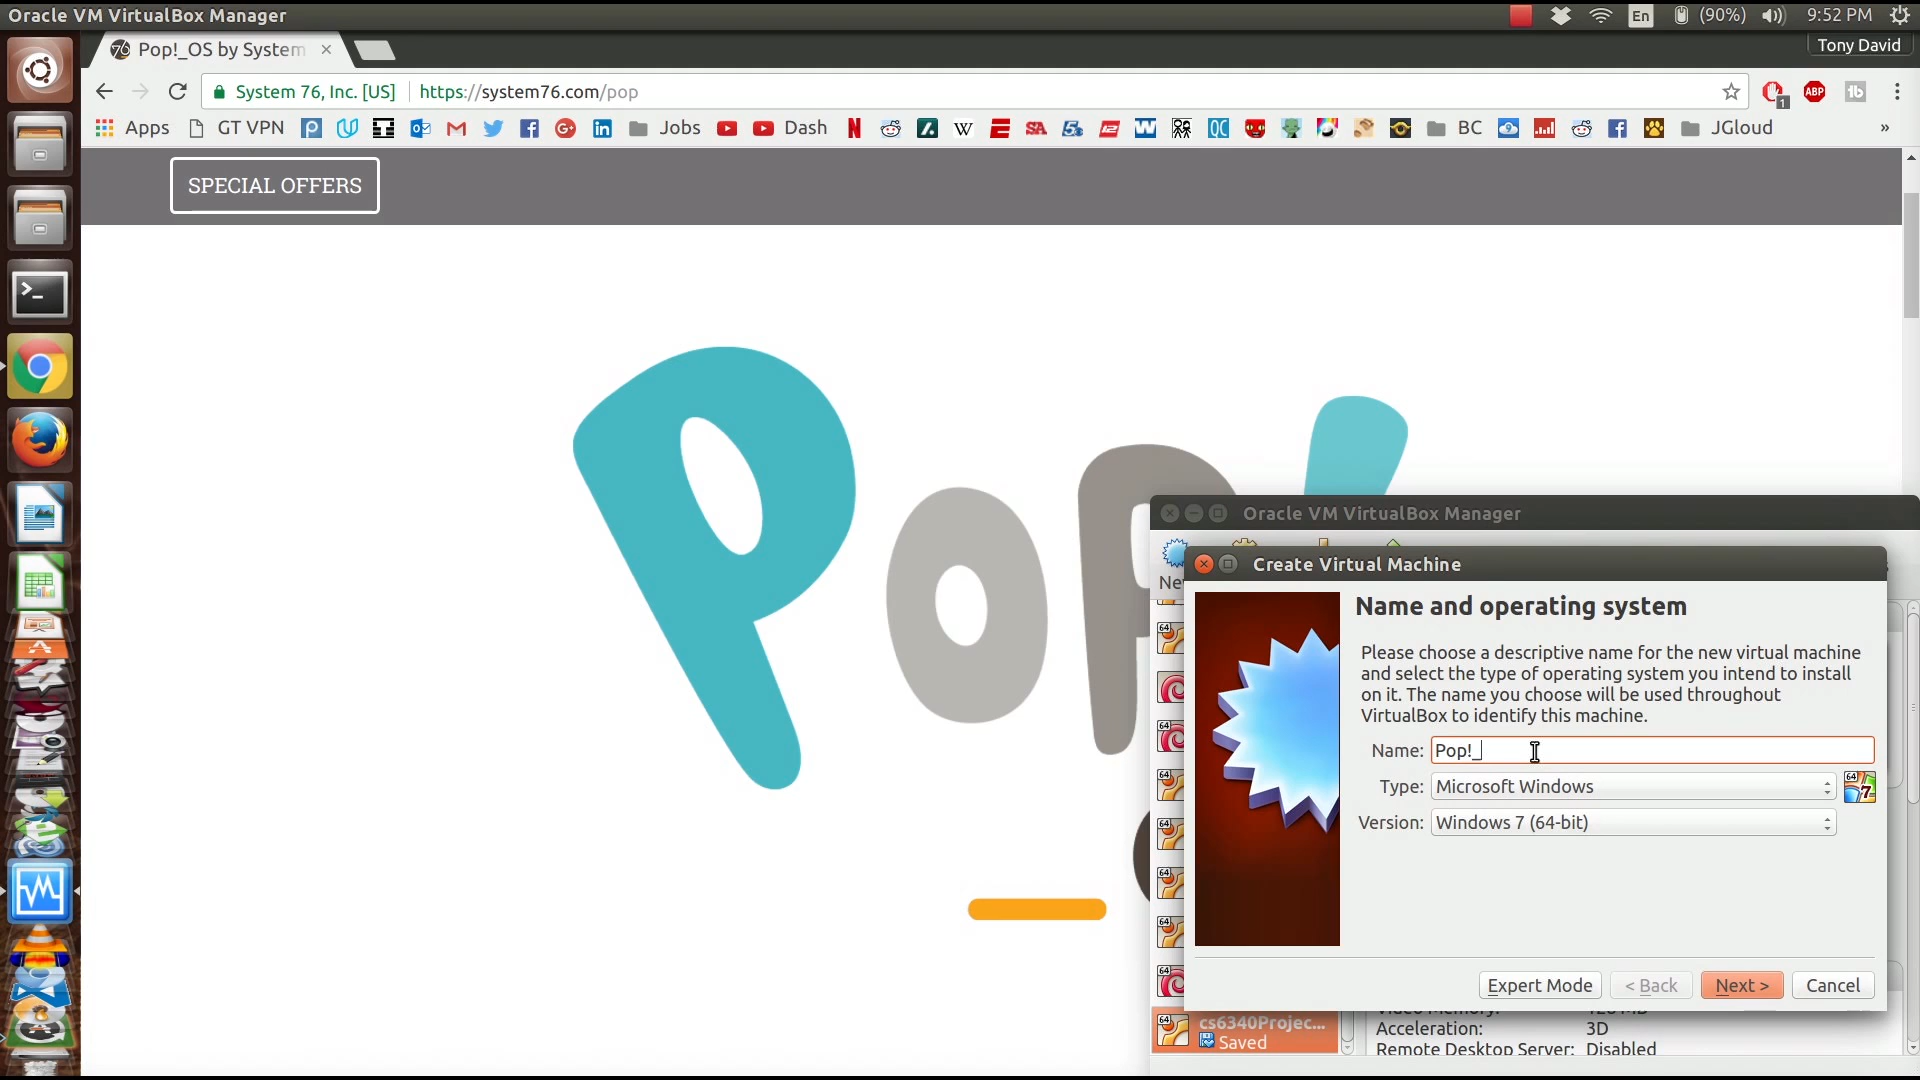 Oracle VM VirtualBox Manager
En
(90%)
9:52 PM
Pop!_OS by System
Tony David
System 76, Inc. [US]
https://system76.com/pop
1
ABP
Apps
GT VPN
Jobs
Dash
BC
JGloud
»
SPECIAL OFFERS
Pop!
Oracle VM VirtualBox Manager
Ne
Create Virtual Machine
Name and operating system
Please choose a descriptive name for the new virtual machine
and select the type of operating system you intend to install
on it. The name you choose will be used throughout
VirtualBox to identify this machine.
Name: Pop!_
Type: Microsoft Windows
Version: Windows 7 (64-bit)
Expert Mode
< Back
Next >
Cancel
cs6340Projec...
Saved
Acceleration: 3D
Remote Desktop Server: Disabled